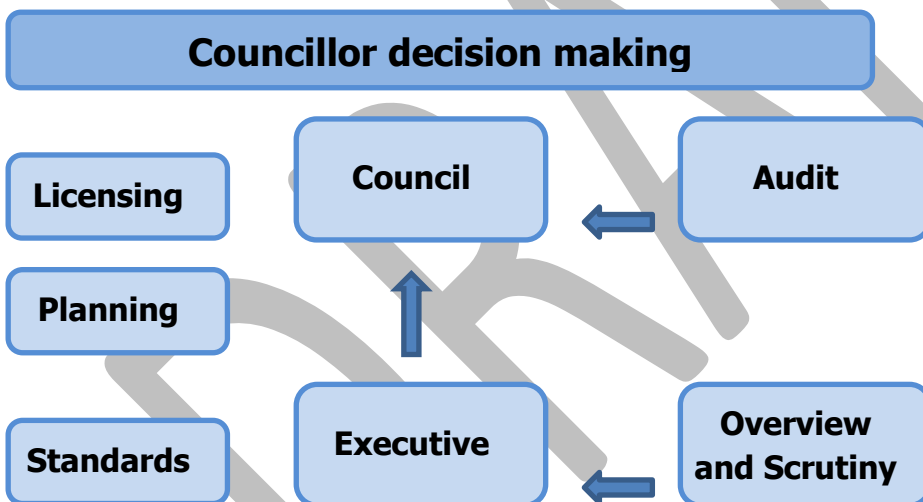 Councillor decision making
Licensing
Council
Audit
Planning
Standards
Executive
Overview
and Scrutiny